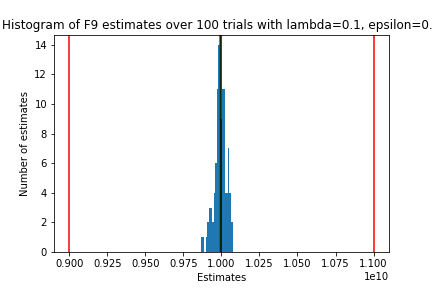 Histogram of F9 estimates over 100 trials with lambda=0.1, epsilon=0.
Number of estimates
14
12
10
8
6
4
2
0
0.900 0.925 0.950 0.975 1.000 1.025 1.050 1.075 1.100
1e10
Estimates